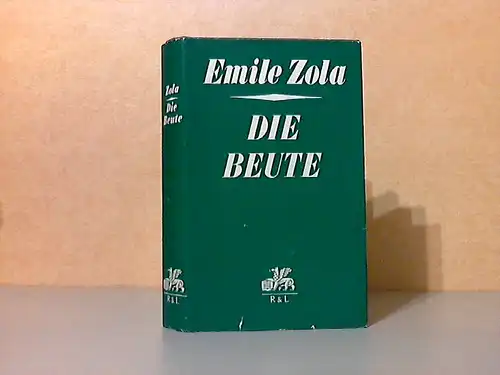 Zola
Die
Beute
R & L
Emile Zola
DIE
BEUTE
R & L